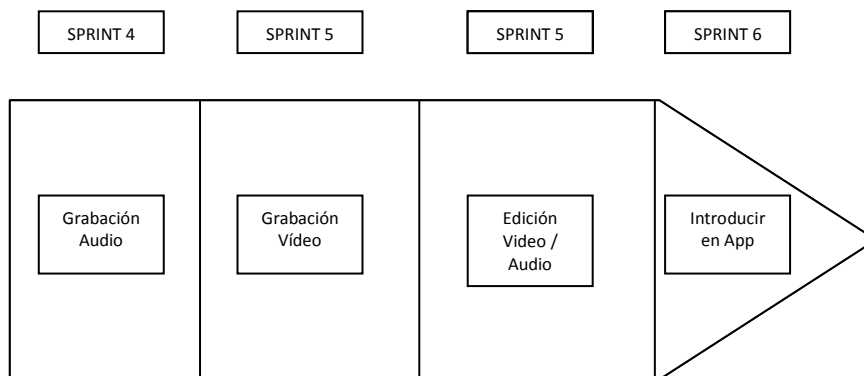 SPRINT 4
SPRINT 5
SPRINT 5
SPRINT 6
Grabación
Audio
Grabación
Vídeo
Edición
Video /
Audio
Introducir
en App